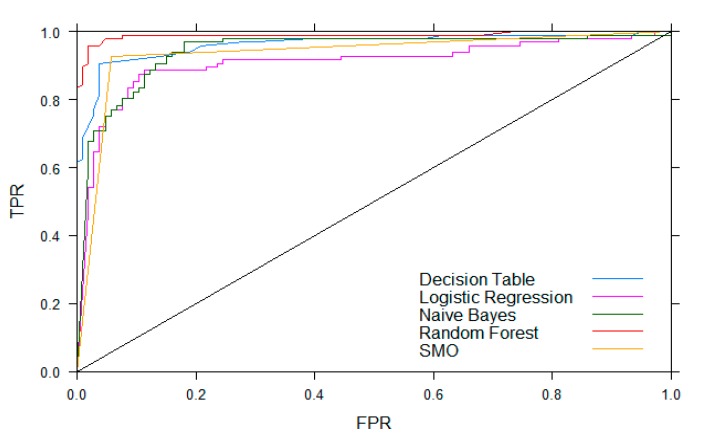 1.0
0.8
0.6
0.4
0.2
0.0
TPR
Decision Table
Logistic Regression
Naive Bayes
Random Forest
SMO
0.0 0.2 0.4 0.6 0.8 1.0
FPR